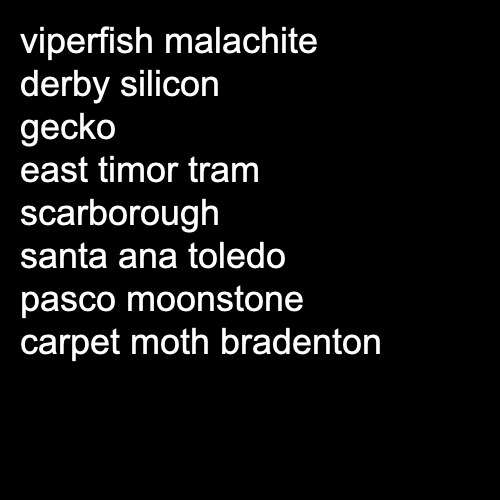 viperfish malachite
derby silicon
gecko
east timor tram
scarborough
santa ana toledo
pasco moonstone
carpet moth bradenton